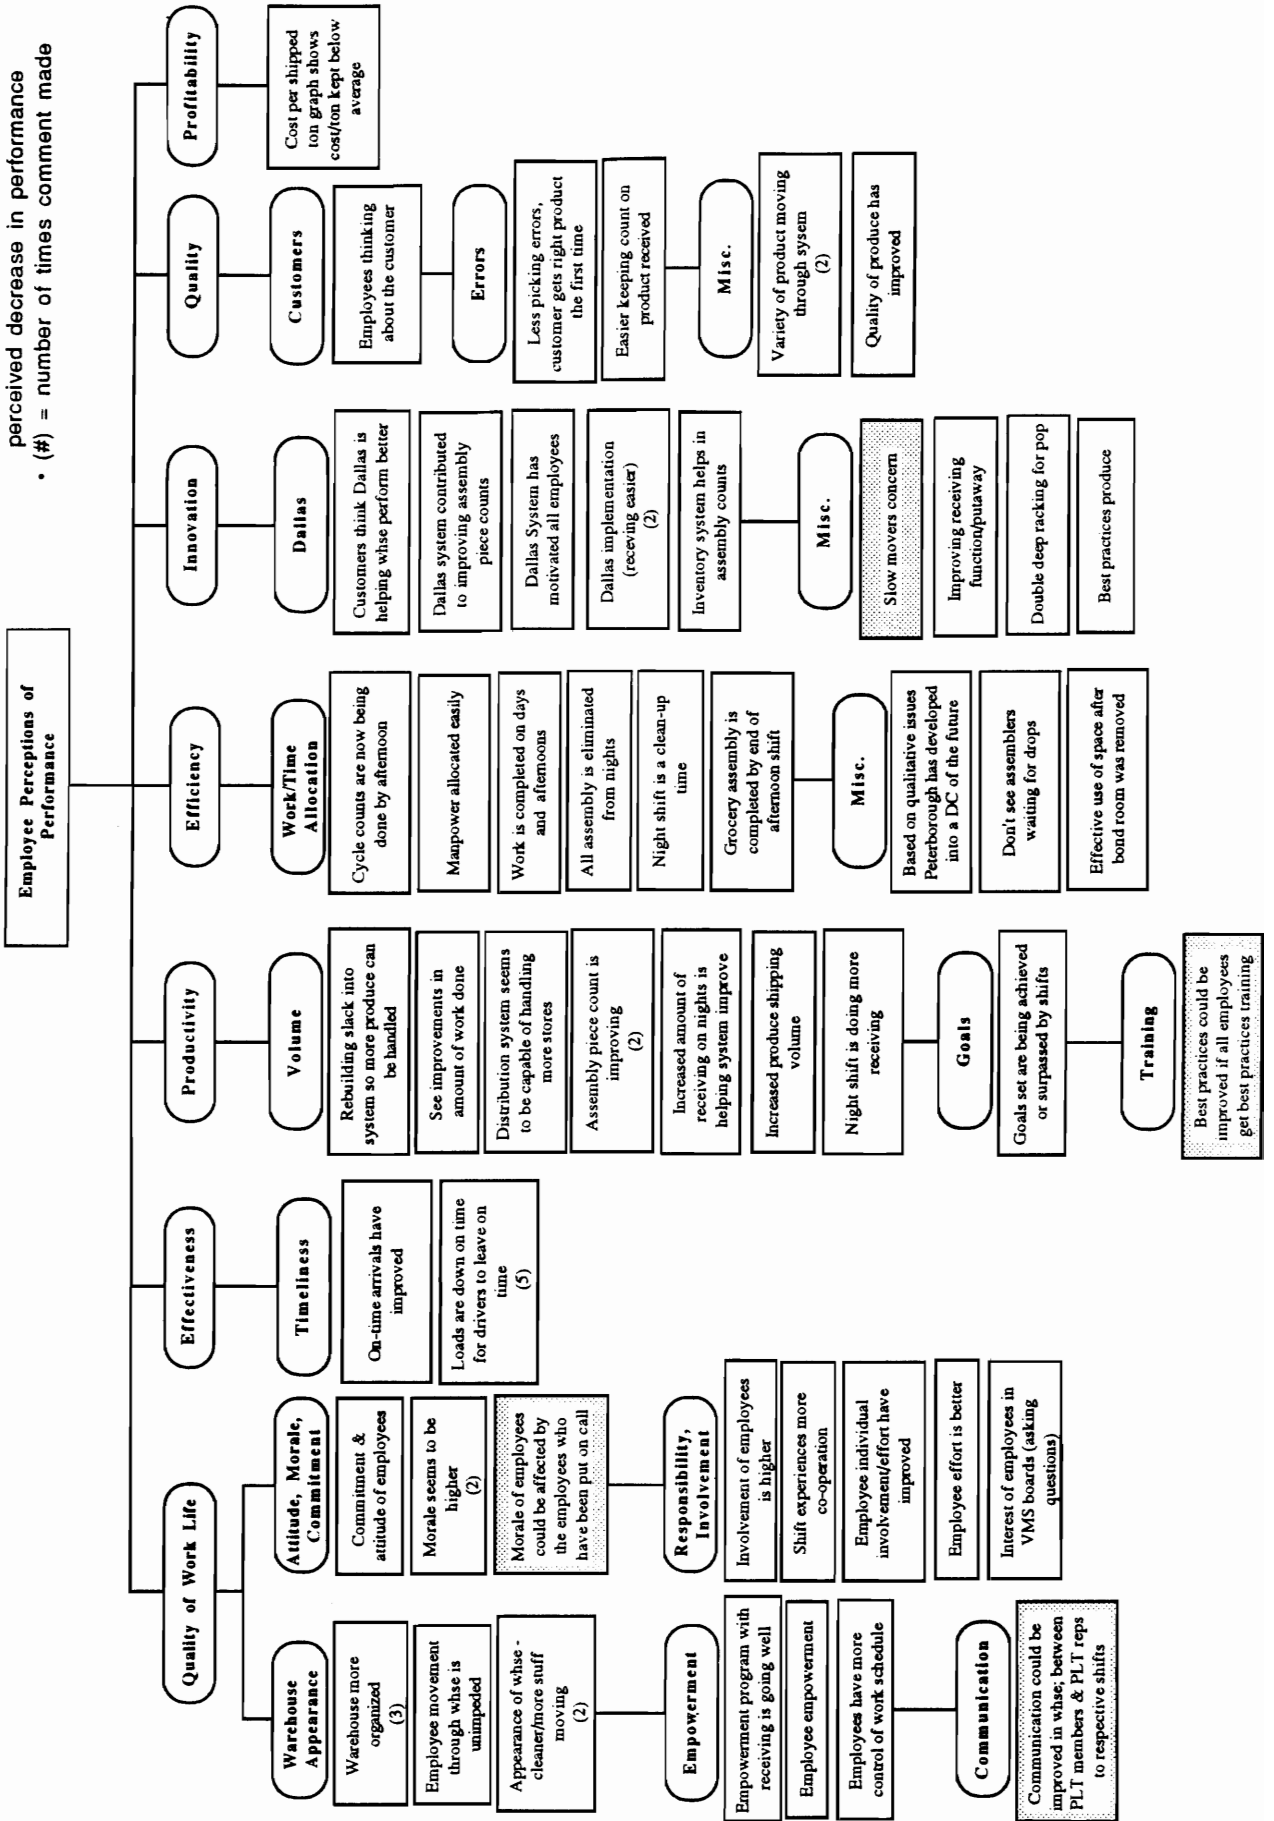 perceived decrease in performance
• (#) = number of times comment made
Employee Perceptions of
Performance
Quality of Work Life
Warehouse
Appearance
Warehouse more
organized
(3)
Employee movement
through whse is
unimpeded
Appearance of whse -
cleaner/more stuff
moving
(2)
Empowerment
Empowerment program with
receiving is going well
Employee empowerment
Employees have more
control of work schedule
Communication
Communication could be
improved in whse; between
PLT members & PLT reps
to respective shifts
Attitude, Morale,
Commitment
Commitment &
attitude of employees
Morale seems to be
higher
(2)
Morale of employees
could be affected by
the employees who
have been put on call
Responsibility,
Involvement
Involvement of employees
is higher
Shift experiences more
co-operation
Employee individual
involvement/effort have
improved
Employee effort is better
Interest of employees in
VMS boards (asking
questions)
Effectiveness
Timeliness
On-time arrivals have
improved
Loads are down on time
for drivers to leave on
time
(5)
Productivity
Volume
Rebuilding slack into
system so more produce can
be handled
See improvements in
amount of work done
Distribution system seems
to be capable of handling
more stores
Assembly piece count is
improving
(2)
Increased amount of
receiving on nights is
helping system improve
Increased produce shipping
volume
Night shift is doing more
receiving
Goals
Goals set are being achieved
or surpassed by shifts
Training
Best practices could be
improved if all employees
get best practices training
Efficiency
Work/Time
Allocation
Cycle counts are now being
done by afternoon
Manpower allocated easily
Work is completed on days
and afternoons
All assembly is eliminated
from nights
Night shift is a clean-up
time
Grocery assembly is
completed by end of
afternoon shift
Misc.
Based on qualitative issues
Peterborough has developed
into a DC of the future
Don't see assemblers
waiting for drops
Effective use of space after
bond room was removed
Innovation
Dallas
Customers think Dallas is
helping whse perform better
Dallas system contributed
to improving assembly
piece counts
Dallas System has
motivated all employees
Dallas implementation
(receving easier)
(2)
Inventory system helps in
assembly counts
Misc.
Slow movers concern
Improving receiving
function/putaway
Double deep racking for pop
Best practices produce
Quality
Customers
Employees thinking
about the customer
Errors
Less picking errors,
customer gets right product
the first time
Easier keeping count on
product received
Misc.
Variety of product moving
through sysem
(2)
Quality of produce has
improved
Profitability
Cost per shipped
ton graph shows
cost/ton kept below
average